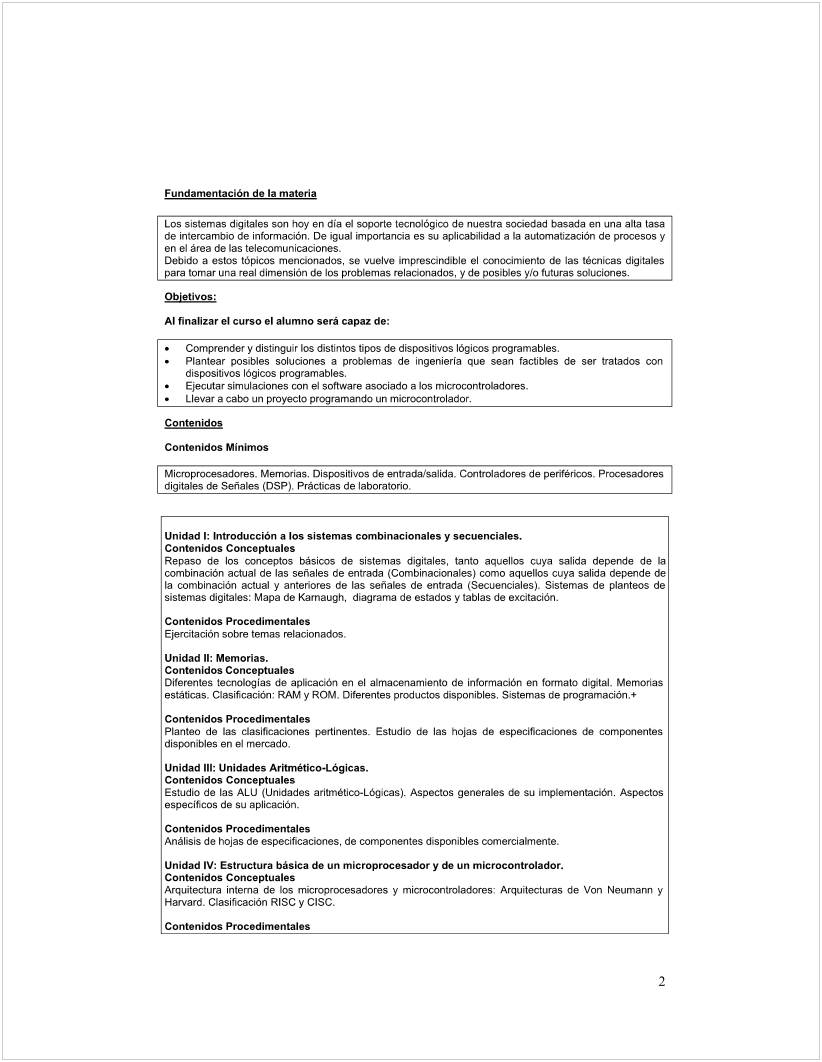 Fundamentación de la materia
Los sistemas digitales son hoy en día el soporte tecnológico de nuestra sociedad basada en una alta tasa
de intercambio de información. De igual importancia es su aplicabilidad a la automatización de procesos y
en el área de las telecomunicaciones.
Debido a estos tópicos mencionados, se vuelve imprescindible el conocimiento de las técnicas digitales
para tomar una real dimensión de los problemas relacionados, y de posibles y/o futuras soluciones.
Objetivos:
Al finalizar el curso el alumno será capaz de:
• Comprender y distinguir los distintos tipos de dispositivos lógicos programables.
• Plantear posibles soluciones a problemas de ingeniería que sean factibles de ser tratados con
dispositivos lógicos programables.
• Ejecutar simulaciones con el software asociado a los microcontroladores.
• Llevar a cabo un proyecto programando un microcontrolador.
Contenidos
Contenidos Mínimos
Microprocesadores. Memorias. Dispositivos de entrada/salida. Controladores de periféricos. Procesadores
digitales de Señales (DSP). Prácticas de laboratorio.
Unidad I: Introducción a los sistemas combinacionales y secuenciales.
Contenidos Conceptuales
Repaso de los conceptos básicos de sistemas digitales, tanto aquellos cuya salida depende de la
combinación actual de las señales de entrada (Combinacionales) como aquellos cuya salida depende de
la combinación actual y anteriores de las señales de entrada (Secuenciales). Sistemas de planteos de
sistemas digitales: Mapa de Karnaugh, diagrama de estados y tablas de excitación.
Contenidos Procedimentales
Ejercitación sobre temas relacionados.
Unidad II: Memorias.
Contenidos Conceptuales
Diferentes tecnologías de aplicación en el almacenamiento de información en formato digital. Memorias
estáticas. Clasificación: RAM y ROM. Diferentes productos disponibles. Sistemas de programación.+
Contenidos Procedimentales
Planteo de las clasificaciones pertinentes. Estudio de las hojas de especificaciones de componentes
disponibles en el mercado.
Unidad III: Unidades Aritmético-Lógicas.
Contenidos Conceptuales
Estudio de las ALU (Unidades aritmético-Lógicas). Aspectos generales de su implementación. Aspectos
específicos de su aplicación.
Contenidos Procedimentales
Análisis de hojas de especificaciones, de componentes disponibles comercialmente.
Unidad IV: Estructura básica de un microprocesador y de un microcontrolador.
Contenidos Conceptuales
Arquitectura interna de los microprocesadores y microcontroladores: Arquitecturas de Von Neumann y
Harvard. Clasificación RISC y CISC.
Contenidos Procedimentales
2